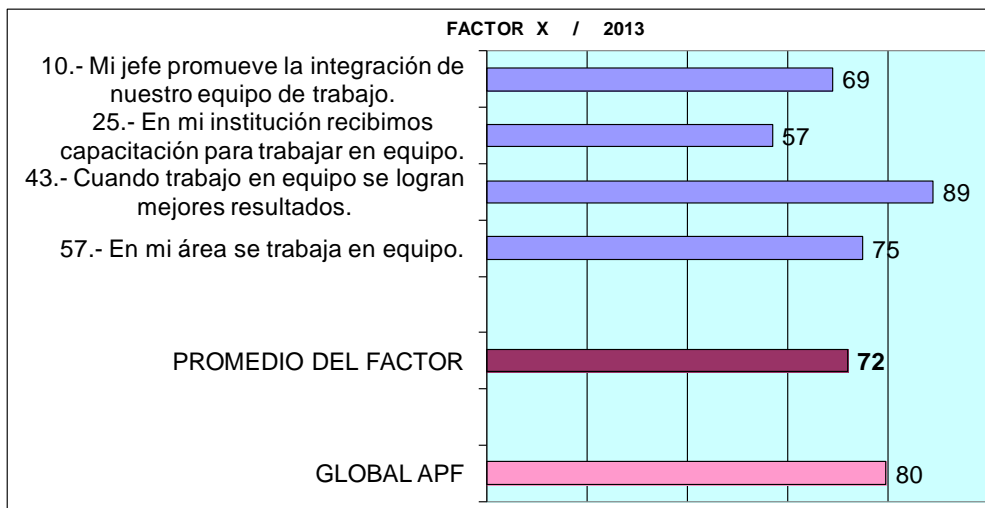 FACTOR X / 2013
10.- Mi jefe promueve la integración de
nuestro equipo de trabajo.
69
25.- En mi institución recibimos
capacitación para trabajar en equipo.
57
43.- Cuando trabajo en equipo se logran
mejores resultados.
89
57.- En mi área se trabaja en equipo.
75
PROMEDIO DEL FACTOR
72
GLOBAL APF
80